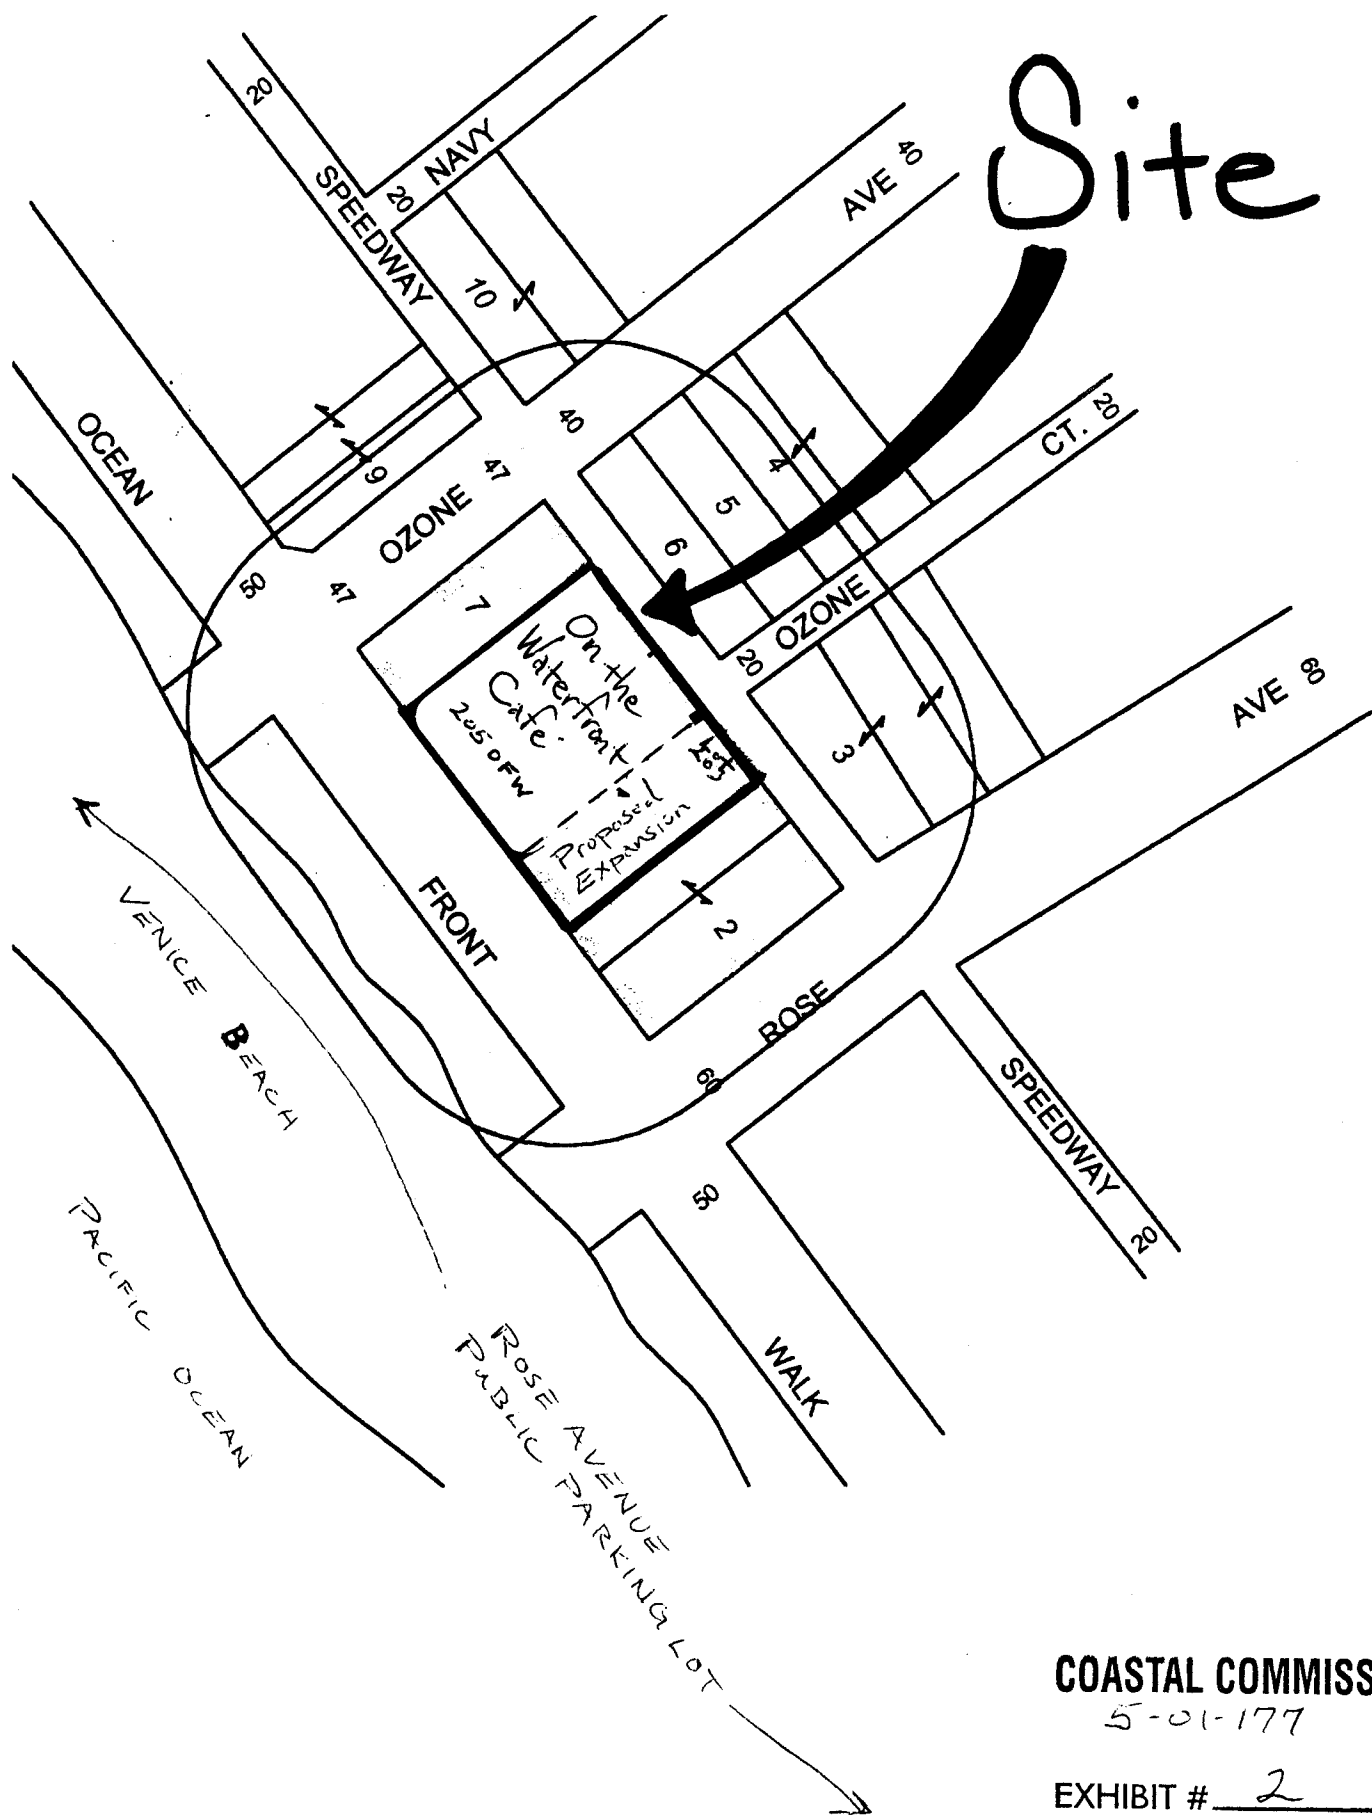 Site
20
SPEEDWAY
20 NAVY
AVE 40
10
OCEAN
9
40
47
OZONE
47
50
4
5
6
CT. 20
OZONE
20
7
On the
Waterfront
Café
205 OFW
Lot
205
Proposed
Expansion
3
AVE 60
2
FRONT
ROSE
60
50
SPEEDWAY
20
WALK
VENICE BEACH
PACIFIC OCEAN
ROSE AVENUE
PUBLIC PARKING LOT
COASTAL COMMISS
5-01-177
EXHIBIT # 2